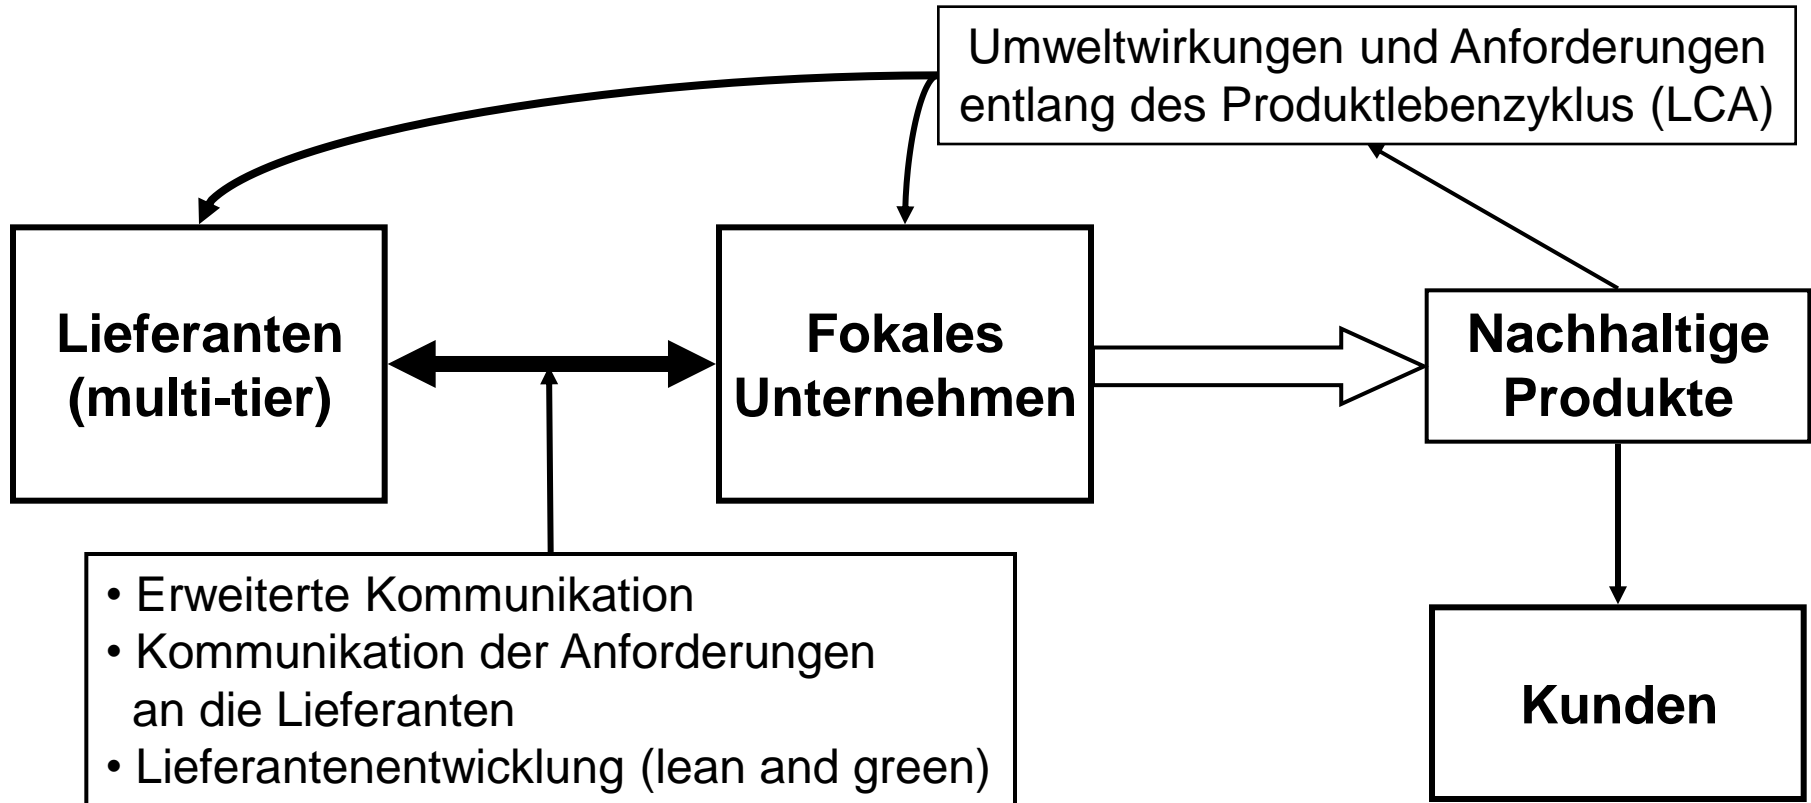 Umweltwirkungen und Anforderungen
entlang des Produktlebenzyklus (LCA)
Lieferanten
(multi-tier)
Fokales
Unternehmen
Nachhaltige
Produkte
• Erweiterte Kommunikation
• Kommunikation der Anforderungen
an die Lieferanten
• Lieferantenentwicklung (lean and green)
Kunden